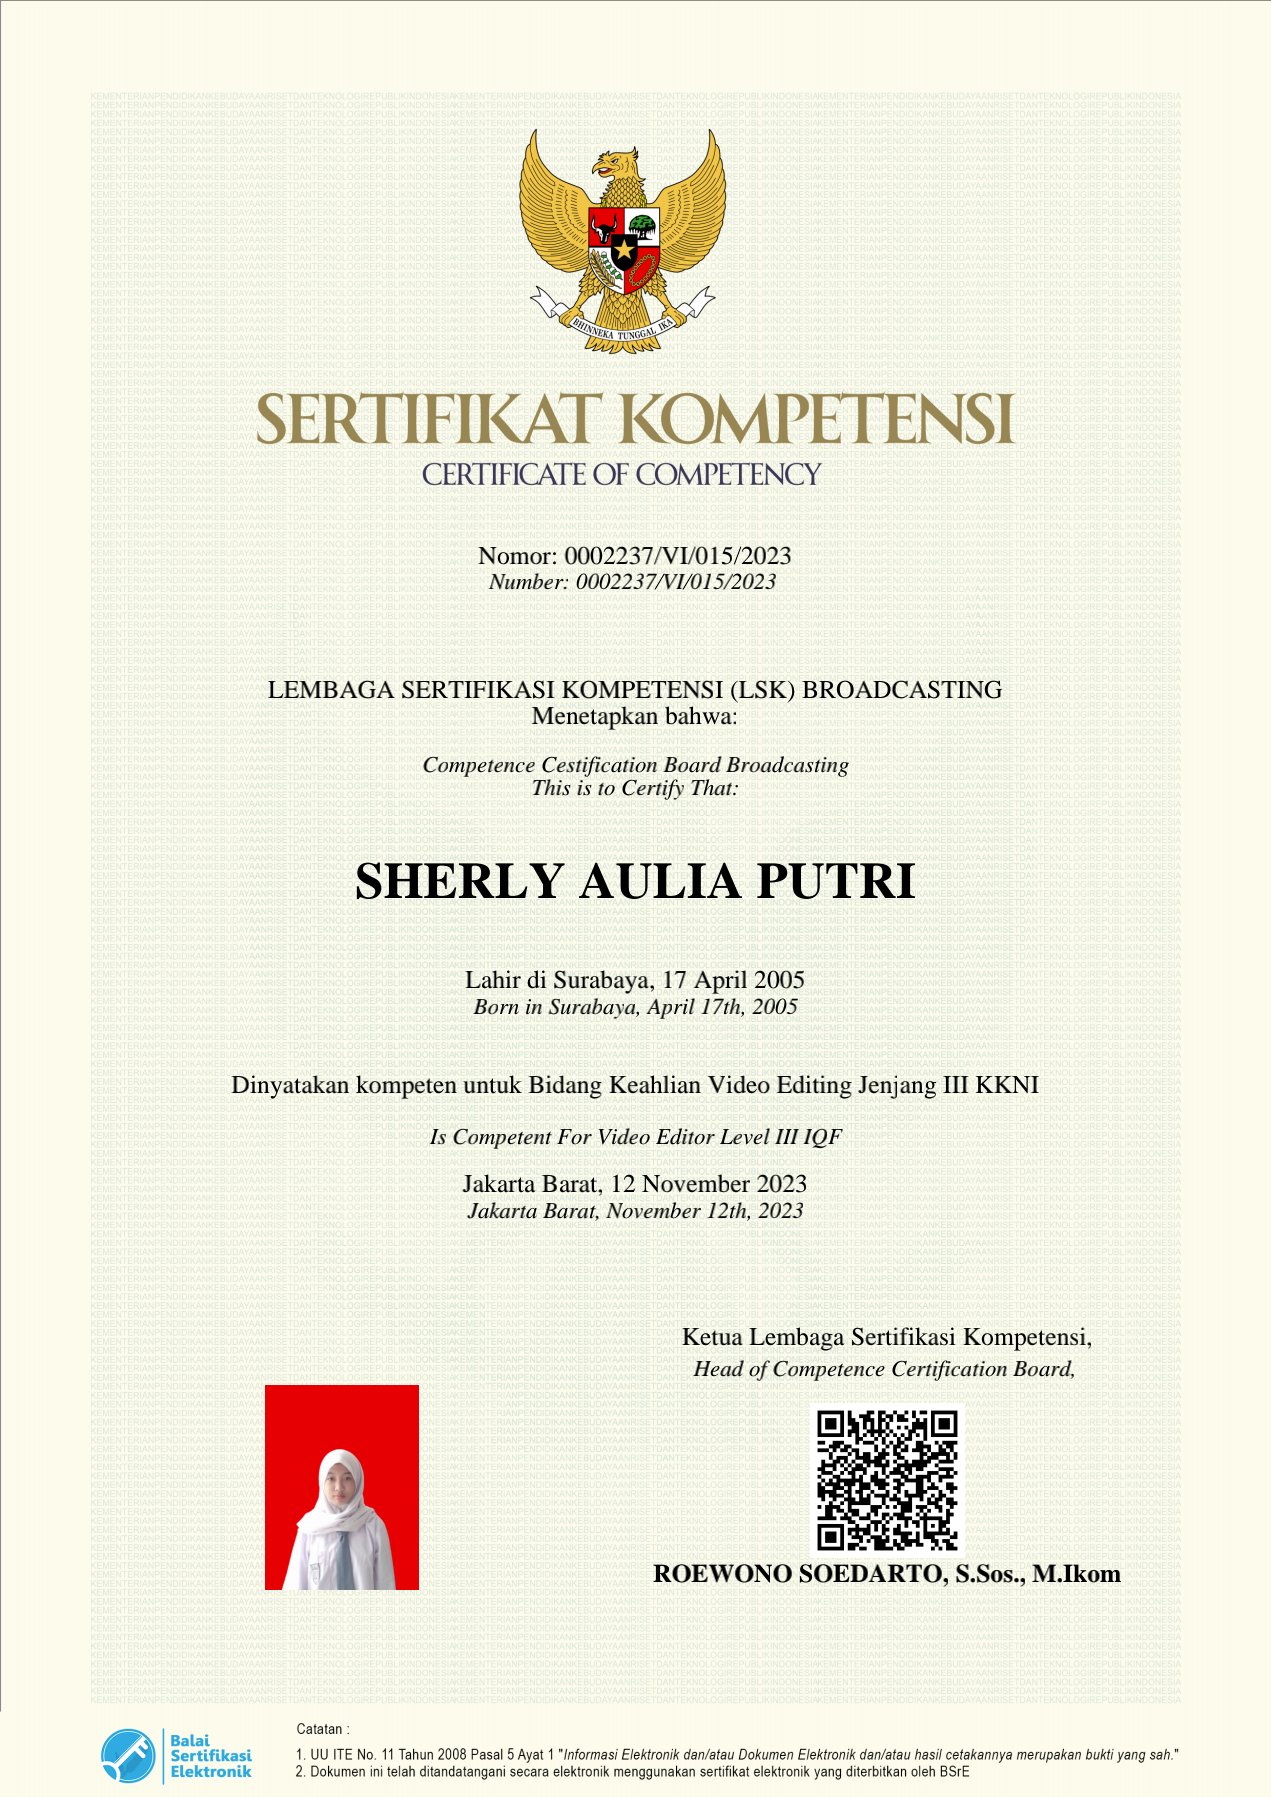 BHINNEKA TUNGGAL IKA
SERTIFIKAT KOMPETENSI
CERTIFICATE OF COMPETENCY
Nomor: 0002237/VI/015/2023
Number: 0002237/VI/015/2023
LEMBAGA SERTIFIKASI KOMPETENSI (LSK) BROADCASTING
Menetapkan bahwa:
Competence Cestification Board Broadcasting
This is to Certify That:
SHERLY AULIA PUTRI
Lahir di Surabaya, 17 April 2005
Born in Surabaya, April 17th, 2005
Dinyatakan kompeten untuk Bidang Keahlian Video Editing Jenjang III KKNI
Is Competent For Video Editor Level III IQF
Jakarta Barat, 12 November 2023
Jakarta Barat, November 12th, 2023
Ketua Lembaga Sertifikasi Kompetensi,
Head of Competence Certification Board,
ROEWONO SOEDARTO, S.Sos., M.Ikom
Balai
Sertifikasi
Elektronik
Catatan :
1. UU ITE No. 11 Tahun 2008 Pasal 5 Ayat 1 "Informasi Elektronik dan/atau Dokumen Elektronik dan/atau hasil cetakannya merupakan bukti yang sah."
2. Dokumen ini telah ditandatangani secara elektronik menggunakan sertifikat elektronik yang diterbitkan oleh BSrE